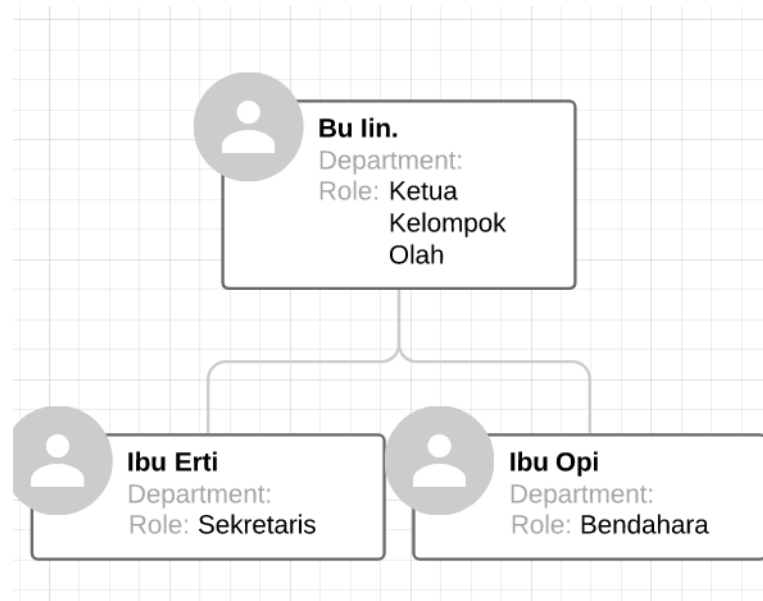 Bu Iin.
Department:
Role: Ketua
Kelompok
Olah
Ibu Erti
Department:
Role: Sekretaris
Ibu Opi
Department:
Role: Bendahara